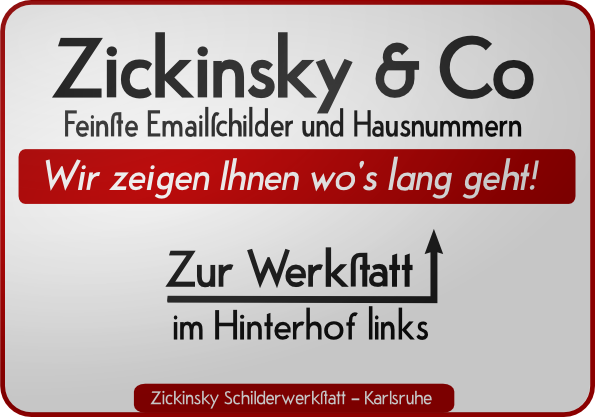 Zickinsky & Co
Feinſte Emailſchilder und Hausnummern
Wir zeigen Ihnen wo's lang geht!
Zur Werkſtatt
im Hinterhof links
Zickinsky Schilderwerkſtatt – Karlsruhe